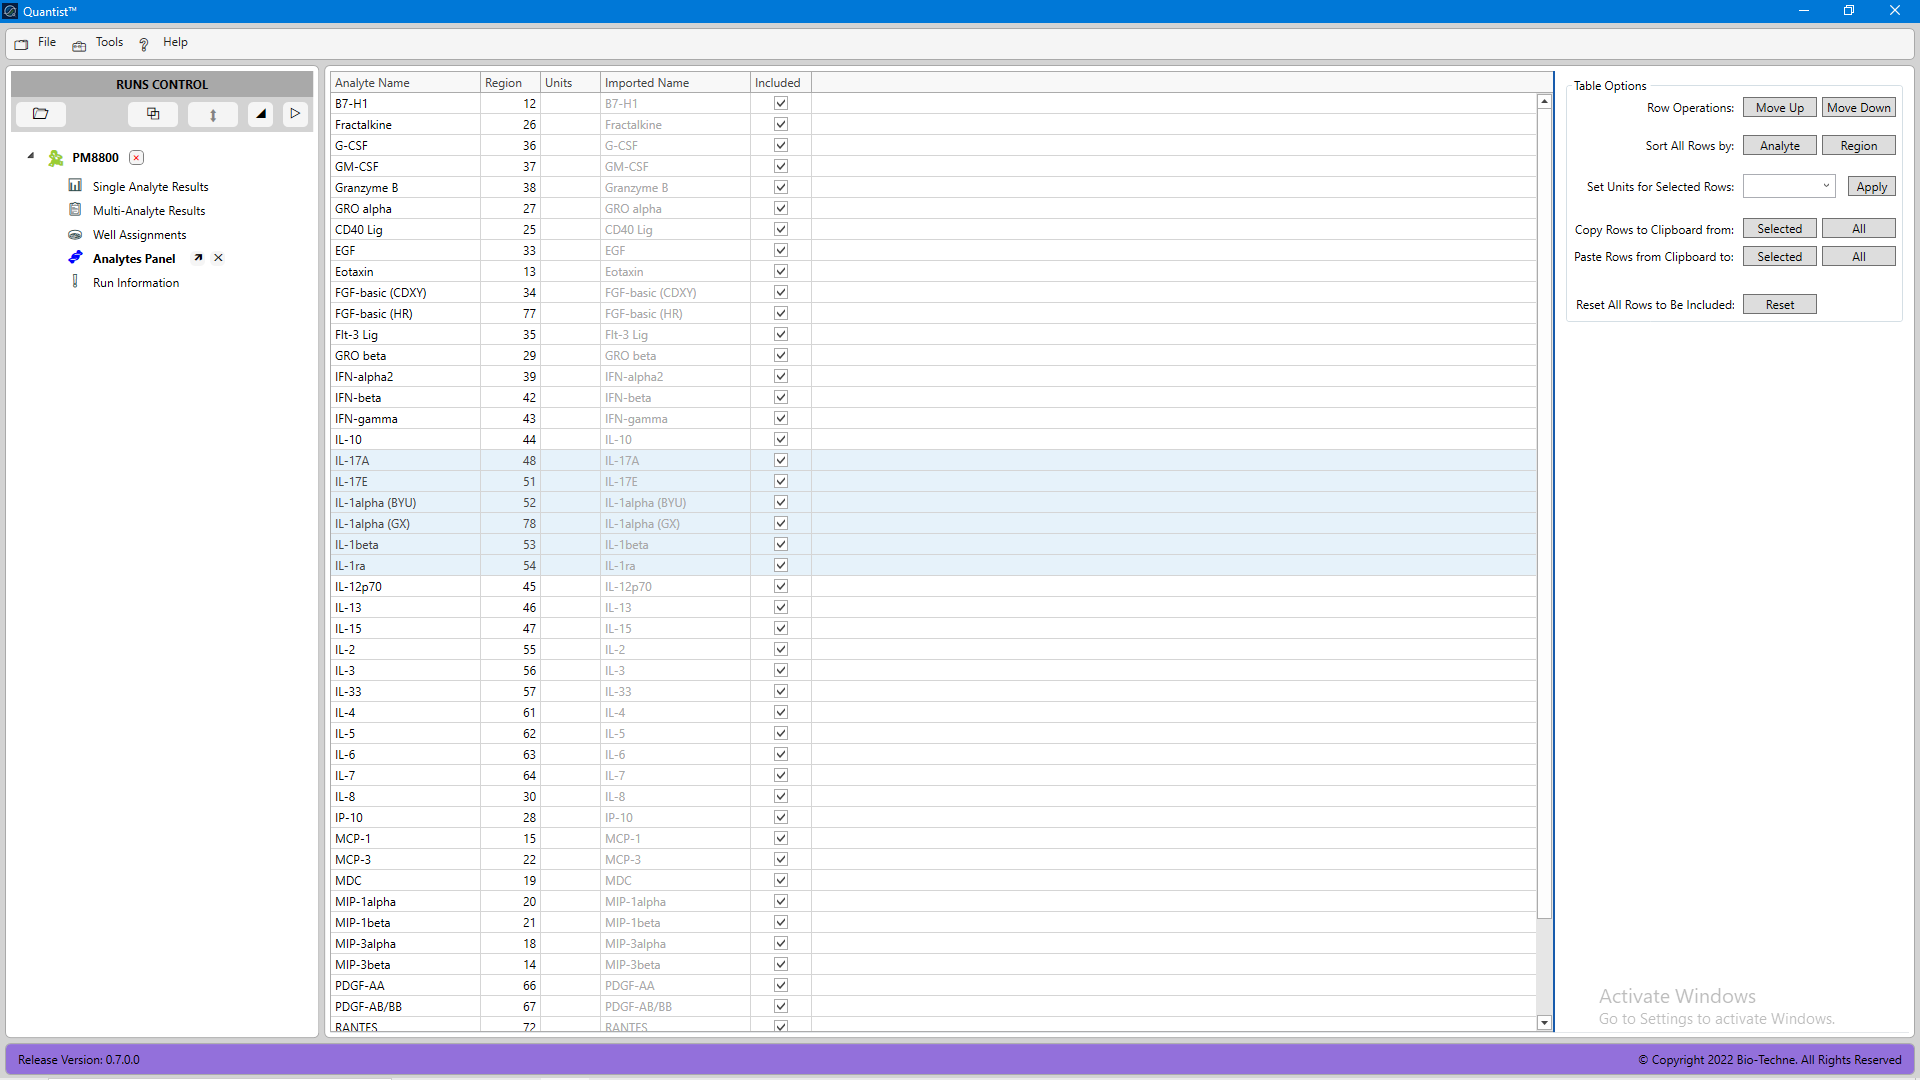 Quantist™
File Tools ? Help
RUNS CONTROL
PM8800
Single Analyte Results
Multi-Analyte Results
Well Assignments
Analytes Panel
Run Information
Analyte Name Region Units Imported Name Included
B7-H1 12 B7-H1
Fractalkine 26 Fractalkine
G-CSF 36 G-CSF
GM-CSF 37 GM-CSF
Granzyme B 38 Granzyme B
GRO alpha 27 GRO alpha
CD40 Lig 25 CD40 Lig
EGF 33 EGF
Eotaxin 13 Eotaxin
FGF-basic (CDXY) 34 FGF-basic (CDXY)
FGF-basic (HR) 77 FGF-basic (HR)
Flt-3 Lig 35 Flt-3 Lig
GRO beta 29 GRO beta
IFN-alpha2 39 IFN-alpha2
IFN-beta 42 IFN-beta
IFN-gamma 43 IFN-gamma
IL-10 44 IL-10
IL-17A 48 IL-17A
IL-17E 51 IL-17E
IL-1alpha (BYU) 52 IL-1alpha (BYU)
IL-1alpha (GX) 78 IL-1alpha (GX)
IL-1beta 53 IL-1beta
IL-1ra 54 IL-1ra
IL-12p70 45 IL-12p70
IL-13 46 IL-13
IL-15 47 IL-15
IL-2 55 IL-2
IL-3 56 IL-3
IL-33 57 IL-33
IL-4 61 IL-4
IL-5 62 IL-5
IL-6 63 IL-6
IL-7 64 IL-7
IL-8 30 IL-8
IP-10 28 IP-10
MCP-1 15 MCP-1
MCP-3 22 MCP-3
MDC 19 MDC
MIP-1alpha 20 MIP-1alpha
MIP-1beta 21 MIP-1beta
MIP-3alpha 18 MIP-3alpha
MIP-3beta 14 MIP-3beta
PDGF-AA 66 PDGF-AA
PDGF-AB/BB 67 PDGF-AB/BB
RANTES 72 RANTES
Table Options
Row Operations: Move Up Move Down
Sort All Rows by: Analyte Region
Set Units for Selected Rows: Apply
Copy Rows to Clipboard from: Selected All
Paste Rows from Clipboard to: Selected All
Reset All Rows to Be Included: Reset
Activate Windows
Go to Settings to activate Windows.
Release Version: 0.7.0.0
© Copyright 2022 Bio-Techne. All Rights Reserved